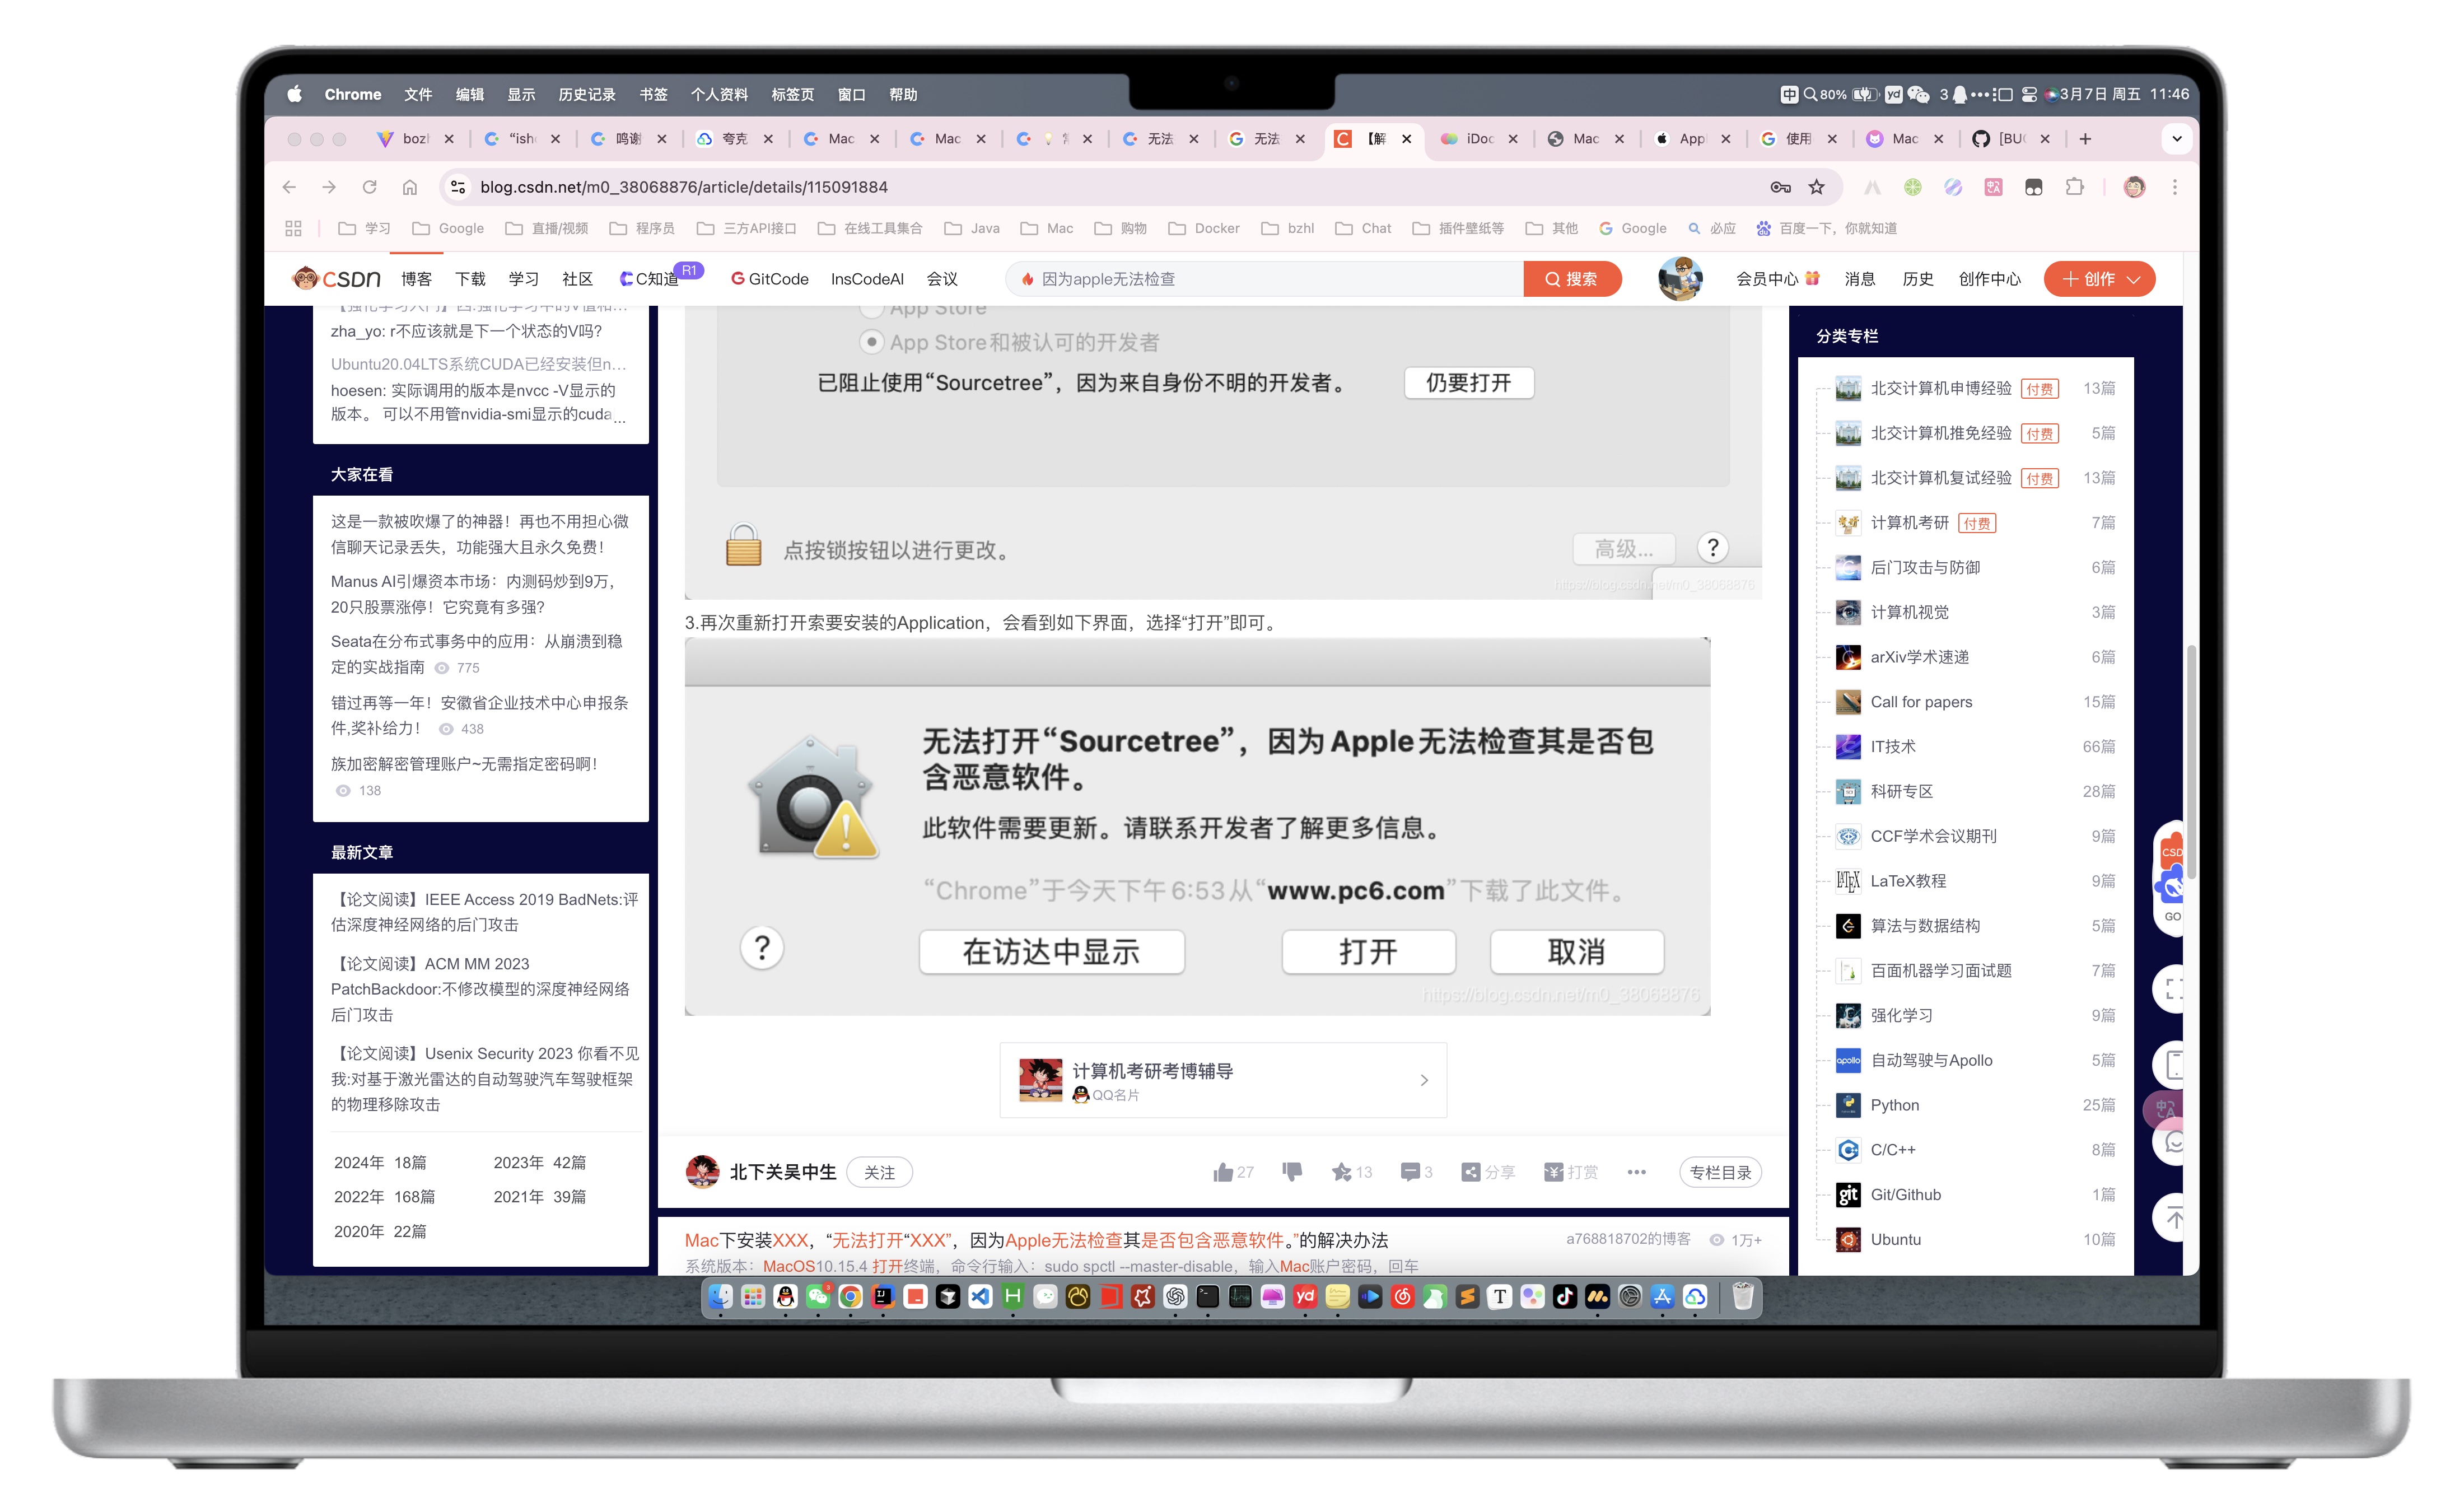 Chrome 文件 编辑 显示 历史记录 书签 个人资料 标签页 窗口 帮助
中 80% yd 3 3月7日 周五 11:46
bozh “ish 鸣谢 夸克 Mac Mac 无法 无法 【解 iDoc Mac App 使用 Mac [BU
blog.csdn.net/m0_38068876/article/details/115091884
学习 Google 直播/视频 程序员 三方API接口 在线工具集合 Java Mac 购物 Docker bzhl Chat 插件壁纸等 其他 Google 必应 百度一下，你就知道
CSDN 博客 下载 学习 社区 C知道 R1 GitCode InsCodeAI 会议 因为apple无法检查 搜索 会员中心 消息 历史 创作中心 创作
zha_yo: r不应该就是下一个状态的V吗?
Ubuntu20.04LTS系统CUDA已经安装但n...
hoesen: 实际调用的版本是nvcc -V显示的
版本。 可以不用管nvidia-smi显示的cuda...
大家在看
这是一款被吹爆了的神器！再也不用担心微
信聊天记录丢失，功能强大且永久免费！
Manus AI引爆资本市场：内测码炒到9万，
20只股票涨停！它究竟有多强?
Seata在分布式事务中的应用：从崩溃到稳
定的实战指南 775
错过再等一年！安徽省企业技术中心申报条
件,奖补给力！ 438
族加密解密管理账户~无需指定密码啊！
138
最新文章
【论文阅读】IEEE Access 2019 BadNets:评
估深度神经网络的后门攻击
【论文阅读】ACM MM 2023
PatchBackdoor:不修改模型的深度神经网络
后门攻击
【论文阅读】Usenix Security 2023 你看不见
我:对基于激光雷达的自动驾驶汽车驾驶框架
的物理移除攻击
2024年 18篇 2023年 42篇
2022年 168篇 2021年 39篇
2020年 22篇
App Store
App Store和被认可的开发者
已阻止使用“Sourcetree”，因为来自身份不明的开发者。 仍要打开
点按锁按钮以进行更改。 高级... ?
https://blog.csdn.net/m0_38068876
3.再次重新打开索要安装的Application，会看到如下界面，选择“打开”即可。
无法打开“Sourcetree”，因为 Apple 无法检查其是否包
含恶意软件。
此软件需要更新。请联系开发者了解更多信息。
“Chrome”于今天下午 6:53 从“www.pc6.com”下载了此文件。
? 在访达中显示 打开 取消
https://blog.csdn.net/m0_38068876
计算机考研考博辅导
QQ名片
北下关吴中生 关注 27 13 3 分享 打赏 ••• 专栏目录
Mac下安装XXX，“无法打开“XXX”，因为Apple无法检查其是否包含恶意软件。”的解决办法 a768818702的博客 1万+
系统版本：MacOS10.15.4 打开终端，命令行输入：sudo spctl --master-disable，输入Mac账户密码，回车
分类专栏
北交计算机申博经验 付费 13篇
北交计算机推免经验 付费 5篇
北交计算机复试经验 付费 13篇
计算机考研 付费 7篇
后门攻击与防御 6篇
计算机视觉 3篇
arXiv学术速递 6篇
Call for papers 15篇
IT技术 66篇
科研专区 28篇
CCF学术会议期刊 9篇
LaTeX教程 9篇
算法与数据结构 5篇
百面机器学习面试题 7篇
强化学习 9篇
apollo 自动驾驶与Apollo 5篇
Python 25篇
C/C++ 8篇
git Git/Github 1篇
Ubuntu 10篇
CSD
GO